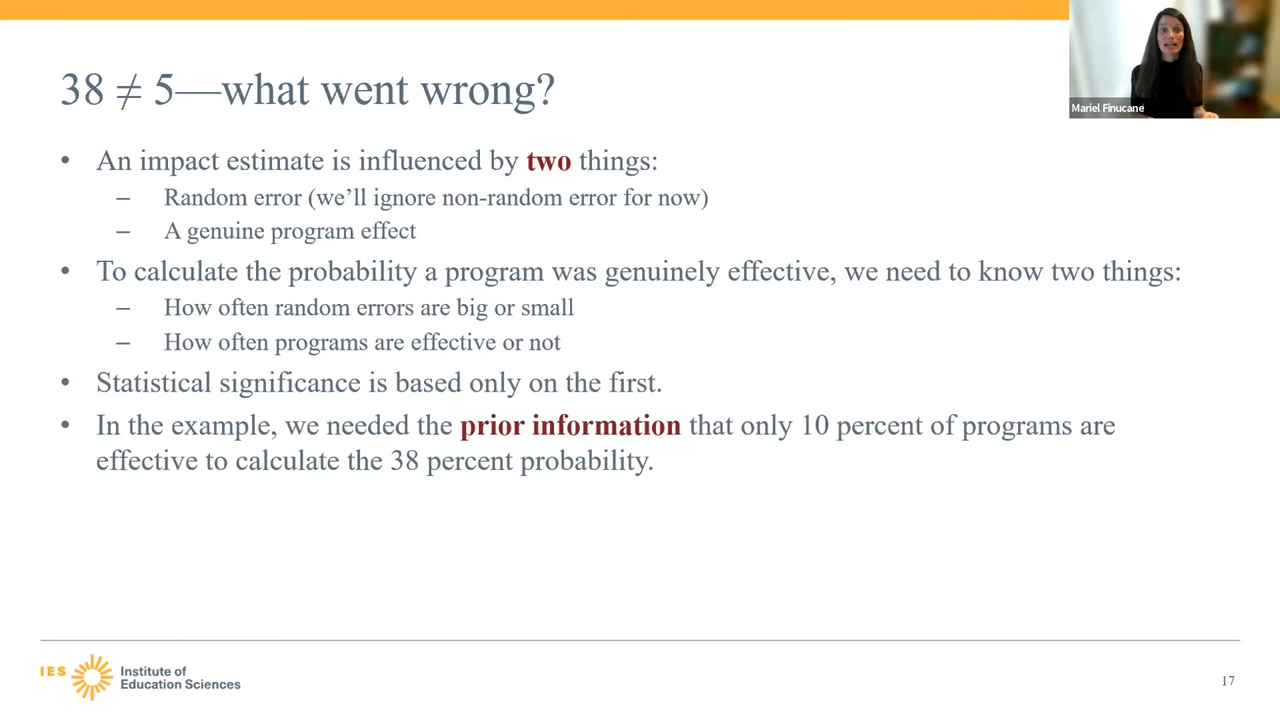 38 ≠ 5—what went wrong?
Mariel Finucane
• An impact estimate is influenced by two things:
– Random error (we’ll ignore non-random error for now)
– A genuine program effect
• To calculate the probability a program was genuinely effective, we need to know two things:
– How often random errors are big or small
– How often programs are effective or not
• Statistical significance is based only on the first.
• In the example, we needed the prior information that only 10 percent of programs are
effective to calculate the 38 percent probability.
IES
Institute of
Education Sciences
17